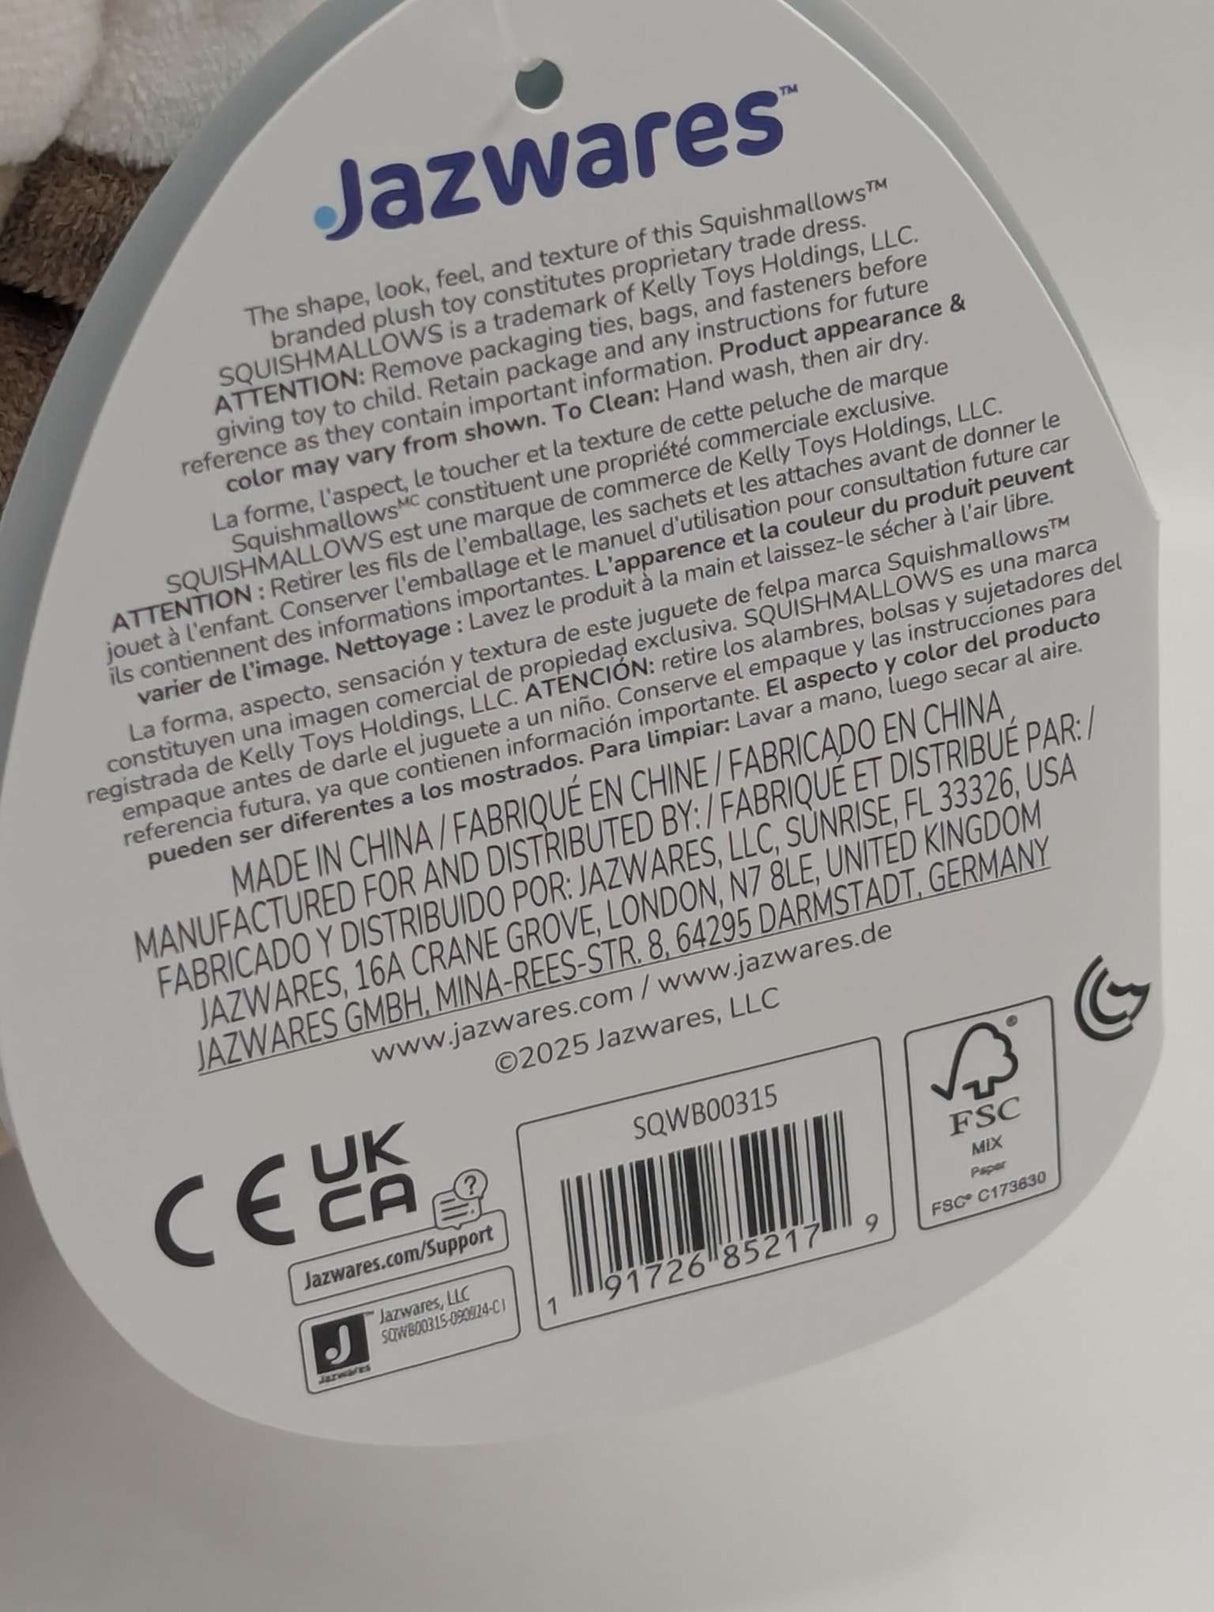 Jazwares™
The shape, look, feel, and texture of this Squishmallows™
branded plush toy constitutes proprietary trade dress.
SQUISHMALLOWS is a trademark of Kelly Toys Holdings, LLC.
ATTENTION: Remove packaging ties, bags, and fasteners before
giving toy to child. Retain package and any instructions for future
reference as they contain important information. Product appearance &
color may vary from shown. To Clean: Hand wash, then air dry.
La forme, l'aspect, le toucher et la texture de cette peluche de marque
Squishmallowsᴹᶜ constituent une propriété commerciale exclusive.
SQUISHMALLOWS est une marque de commerce de Kelly Toys Holdings, LLC.
ATTENTION : Retirer les fils de l'emballage, les sachets et les attaches avant de donner le
jouet à l'enfant. Conserver l'emballage et le manuel d'utilisation pour consultation future car
ils contiennent des informations importantes. L'apparence et la couleur du produit peuvent
varier de l'image. Nettoyage : Lavez le produit à la main et laissez-le sécher à l'air libre.
La forma, aspecto, sensación y textura de este juguete de felpa marca Squishmallows™
constituyen una imagen comercial de propiedad exclusiva. SQUISHMALLOWS es una marca
registrada de Kelly Toys Holdings, LLC. ATENCIÓN: retire los alambres, bolsas y sujetadores del
empaque antes de darle el juguete a un niño. Conserve el empaque y las instrucciones para
referencia futura, ya que contienen información importante. El aspecto y color del producto
pueden ser diferentes a los mostrados. Para limpiar: Lavar a mano, luego secar al aire.
MADE IN CHINA / FABRIQUÉ EN CHINE / FABRICADO EN CHINA
MANUFACTURED FOR AND DISTRIBUTED BY: / FABRIQUÉ ET DISTRIBUÉ PAR: /
FABRICADO Y DISTRIBUIDO POR: JAZWARES, LLC, SUNRISE, FL 33326, USA
JAZWARES, 16A CRANE GROVE, LONDON, N7 8LE, UNITED KINGDOM
JAZWARES GMBH, MINA-REES-STR. 8, 64295 DARMSTADT, GERMANY
www.jazwares.com / www.jazwares.de
©2025 Jazwares, LLC
CE
UK
CA
?
Jazwares.com/Support
J™
Jazwares
Jazwares, LLC
SQWB00315-090924-C1
SQWB00315
1 91726 85217 9
®
FSC
MIX
Paper
FSC® C173630